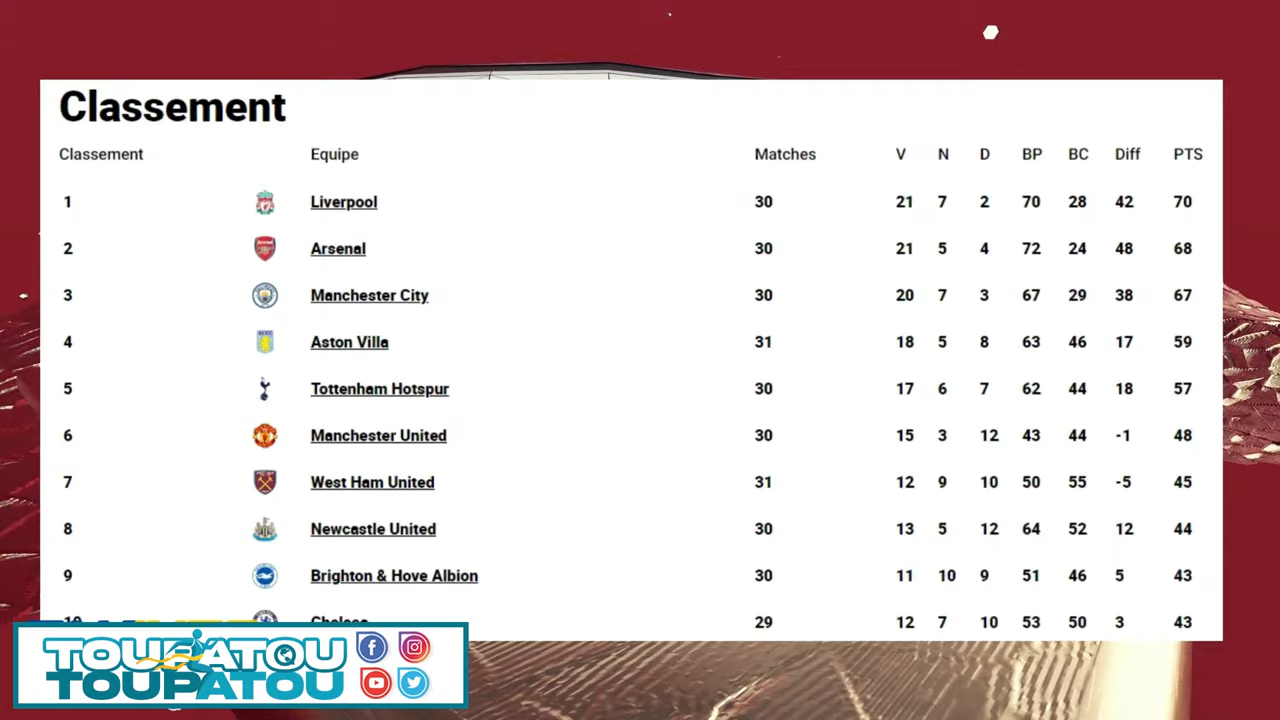 Classement
Classement Equipe Matches V N D BP BC Diff PTS
1 Liverpool 30 21 7 2 70 28 42 70
2 Arsenal 30 21 5 4 72 24 48 68
3 Manchester City 30 20 7 3 67 29 38 67
4 Aston Villa 31 18 5 8 63 46 17 59
5 Tottenham Hotspur 30 17 6 7 62 44 18 57
6 Manchester United 30 15 3 12 43 44 -1 48
7 West Ham United 31 12 9 10 50 55 -5 45
8 Newcastle United 30 13 5 12 64 52 12 44
9 Brighton & Hove Albion 30 11 10 9 51 46 5 43
10 Chelsea 29 12 7 10 53 50 3 43
TOUPATOU
TOUPATOU